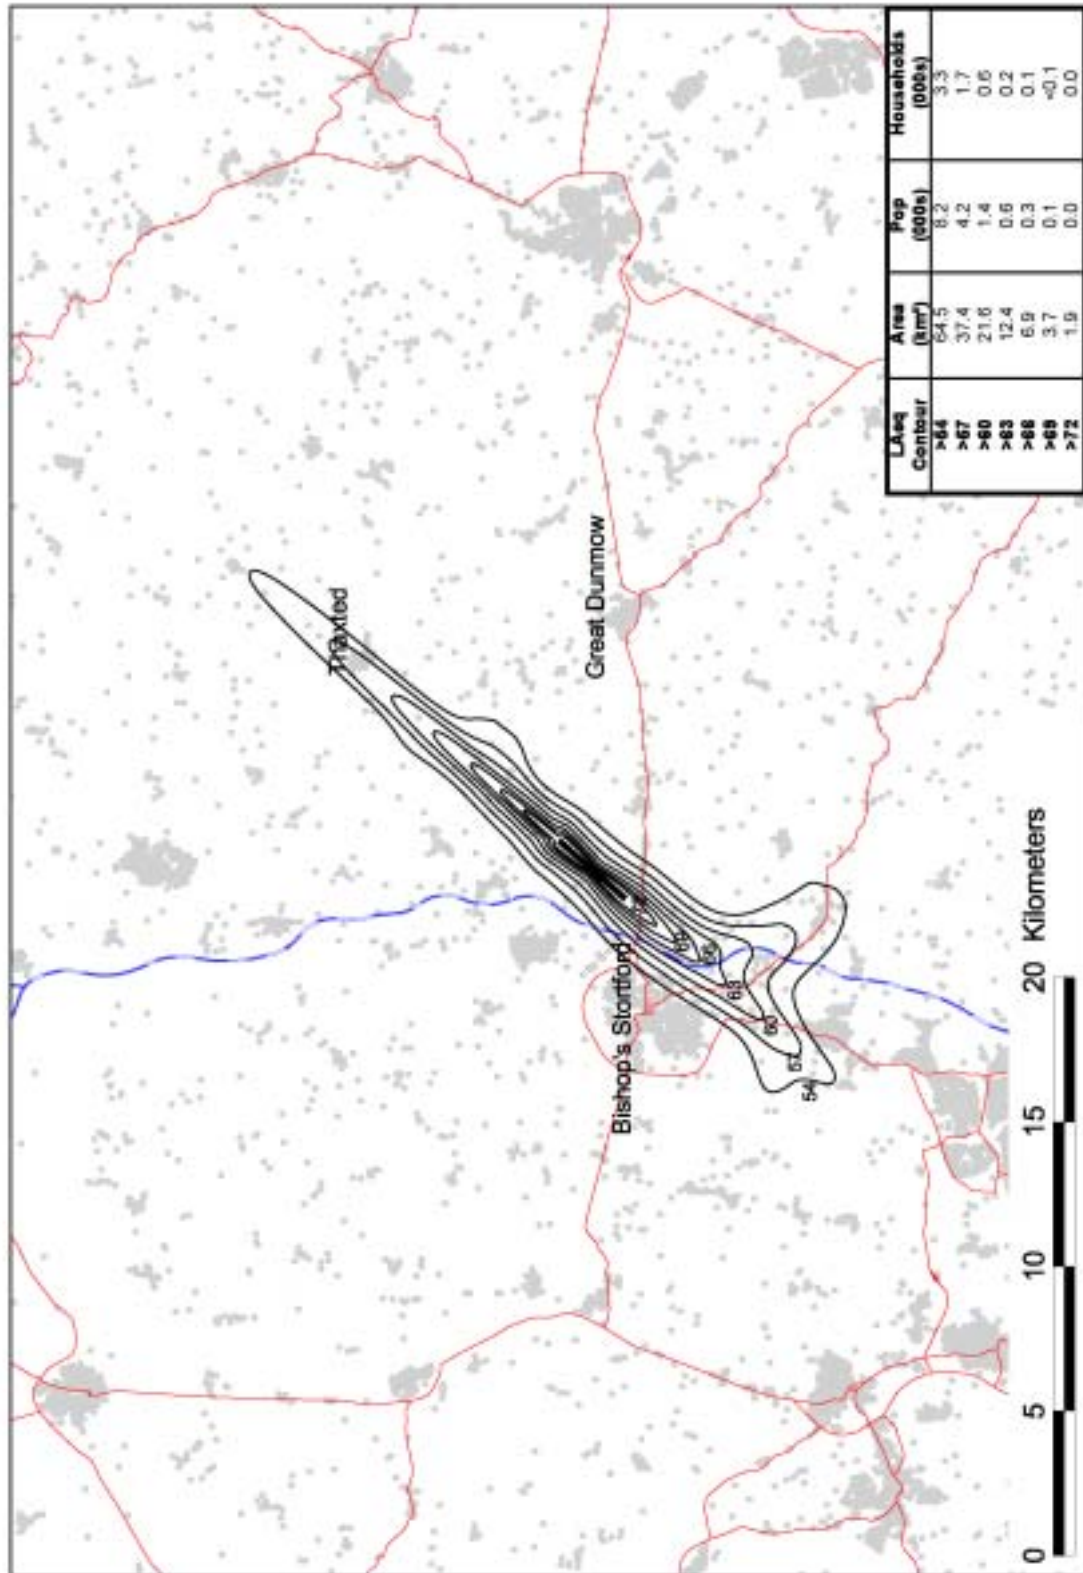 Thaxted
Great Dunmow
Bishop's Stortford
69
66
63
60
57
54
0 5 10 15 20 Kilometers
LAeq Contour Area (km²) Pop (000s) Households (000s)
>54 64.5 8.2 3.3
>57 37.4 4.2 1.7
>60 21.6 1.4 0.6
>63 12.4 0.6 0.2
>66 6.9 0.3 0.1
>69 3.7 0.1 <0.1
>72 1.9 0.0 0.0